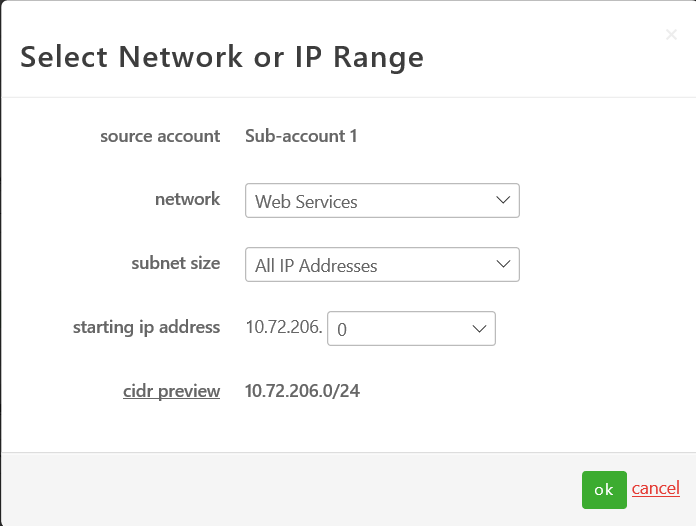 ×
Select Network or IP Range
source account Sub-account 1
network Web Services
subnet size All IP Addresses
starting ip address 10.72.206. 0
cidr preview 10.72.206.0/24
ok cancel